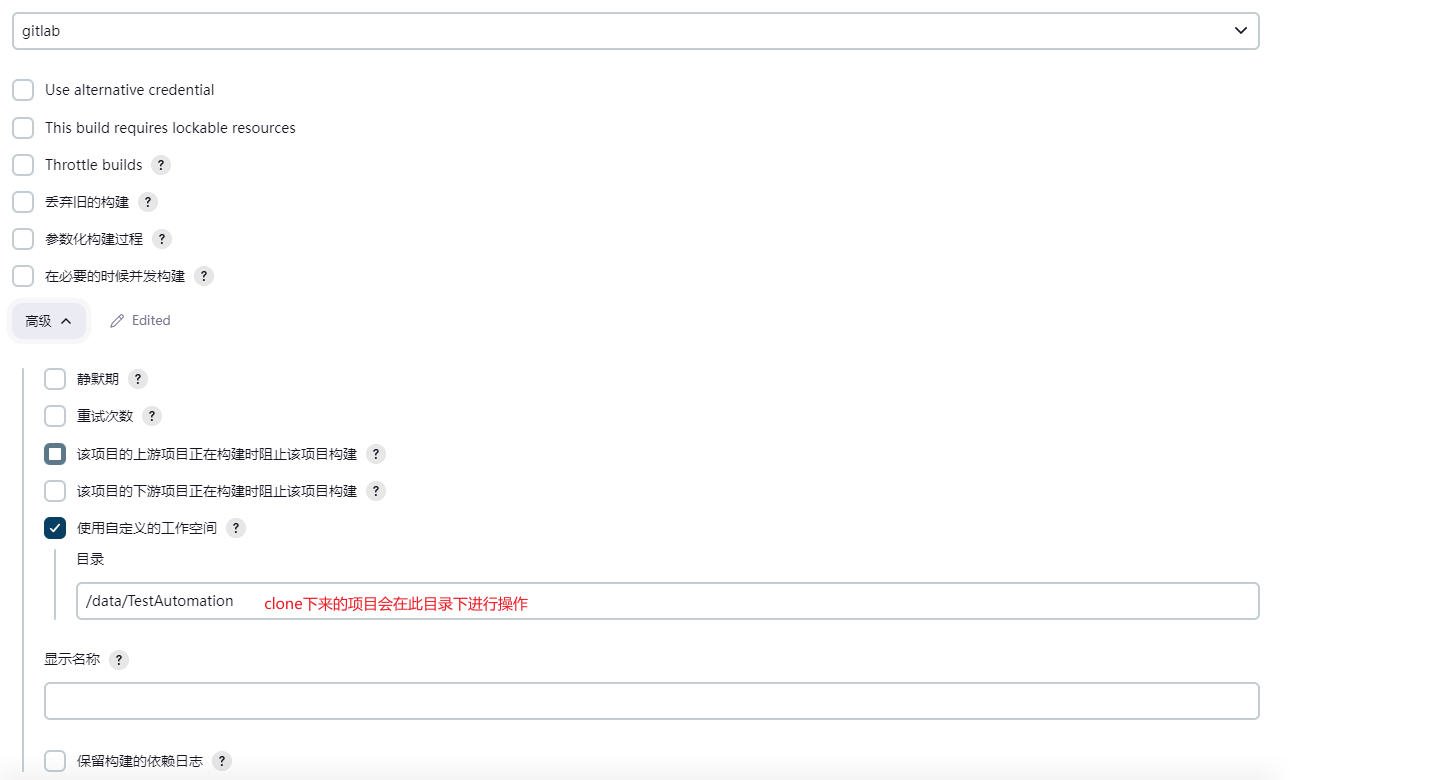 gitlab
Use alternative credential
This build requires lockable resources
Throttle builds ?
丢弃旧的构建 ?
参数化构建过程 ?
在必要的时候并发构建 ?
高级 Edited
静默期 ?
重试次数 ?
该项目的上游项目正在构建时阻止该项目构建 ?
该项目的下游项目正在构建时阻止该项目构建 ?
使用自定义的工作空间 ?
目录
/data/TestAutomation clone下来的项目会在此目录下进行操作
显示名称 ?
保留构建的依赖日志 ?